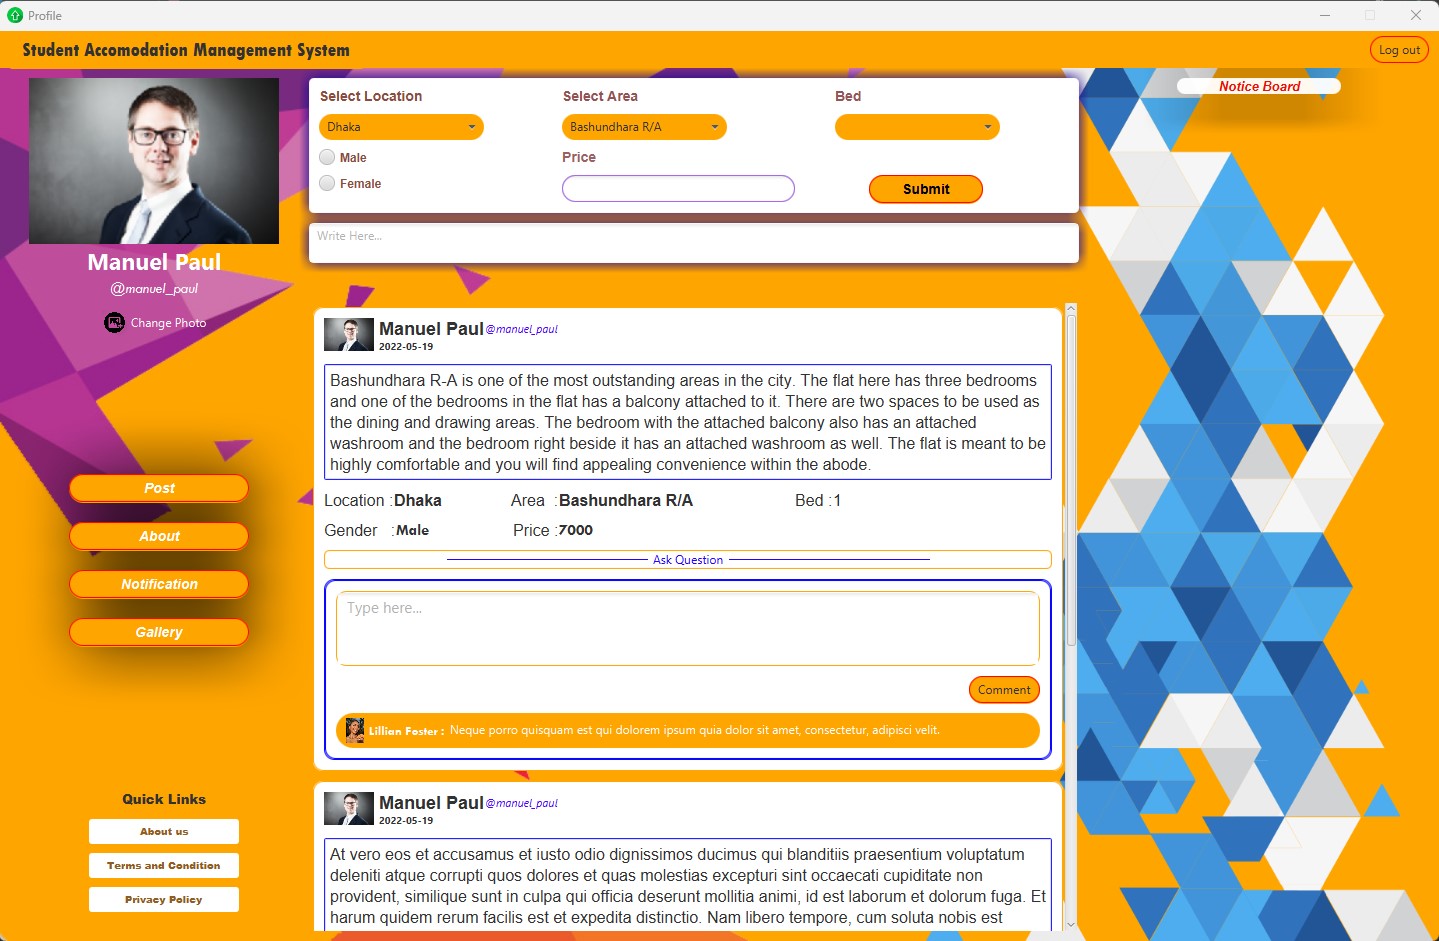 Profile
Student Accomodation Management System
Log out
Manuel Paul
@manuel_paul
Change Photo
Post
About
Notification
Gallery
Quick Links
About us
Terms and Condition
Privacy Policy
Select Location
Select Area
Bed
Dhaka
Bashundhara R/A
Male
Price
Female
Submit
Write Here...
Manuel Paul @manuel_paul
2022-05-19
Bashundhara R-A is one of the most outstanding areas in the city. The flat here has three bedrooms
and one of the bedrooms in the flat has a balcony attached to it. There are two spaces to be used as
the dining and drawing areas. The bedroom with the attached balcony also has an attached
washroom and the bedroom right beside it has an attached washroom as well. The flat is meant to be
highly comfortable and you will find appealing convenience within the abode.
Location : Dhaka Area : Bashundhara R/A Bed : 1
Gender : Male Price : 7000
Ask Question
Type here...
Comment
Lillian Foster : Neque porro quisquam est qui dolorem ipsum quia dolor sit amet, consectetur, adipisci velit.
Manuel Paul @manuel_paul
2022-05-19
At vero eos et accusamus et iusto odio dignissimos ducimus qui blanditiis praesentium voluptatum
deleniti atque corrupti quos dolores et quas molestias excepturi sint occaecati cupiditate non
provident, similique sunt in culpa qui officia deserunt mollitia animi, id est laborum et dolorum fuga. Et
harum quidem rerum facilis est et expedita distinctio. Nam libero tempore, cum soluta nobis est
Notice Board